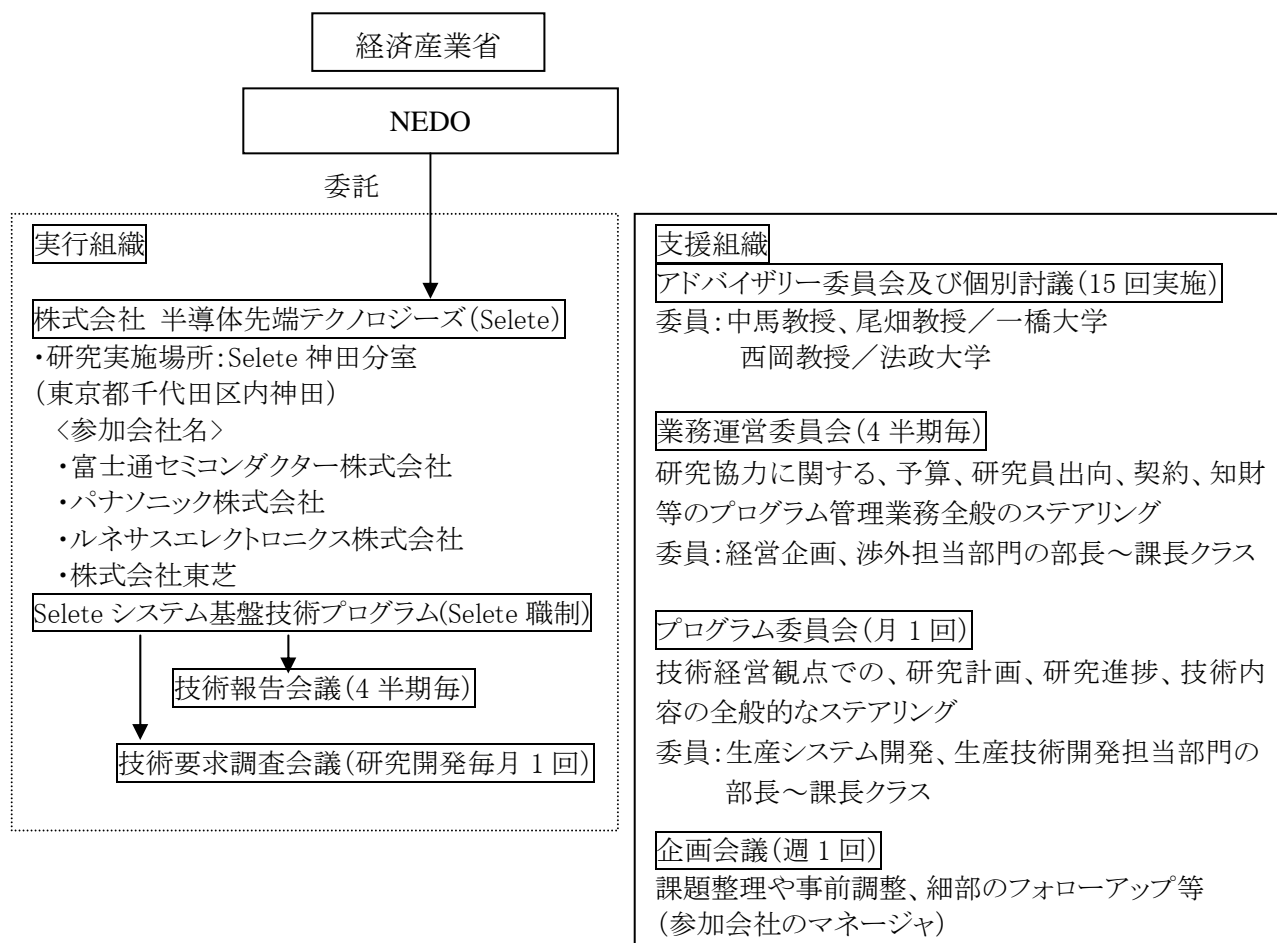 経済産業省
NEDO
委託
実行組織
株式会社 半導体先端テクノロジーズ(Selete)
・研究実施場所:Selete 神田分室
(東京都千代田区内神田)
<参加会社名>
・富士通セミコンダクター株式会社
・パナソニック株式会社
・ルネサスエレクトロニクス株式会社
・株式会社東芝
Selete システム基盤技術プログラム(Selete 職制)
技術報告会議(4 半期毎)
技術要求調査会議(研究開発毎月 1 回)
支援組織
アドバイザリー委員会及び個別討議(15 回実施)
委員:中馬教授、尾畑教授/一橋大学
西岡教授/法政大学
業務運営委員会(4 半期毎)
研究協力に関する、予算、研究員出向、契約、知財
等のプログラム管理業務全般のステアリング
委員:経営企画、渉外担当部門の部長~課長クラス
プログラム委員会(月 1 回)
技術経営観点での、研究計画、研究進捗、技術内
容の全般的なステアリング
委員:生産システム開発、生産技術開発担当部門の
部長~課長クラス
企画会議(週 1 回)
課題整理や事前調整、細部のフォローアップ等
(参加会社のマネージャ)